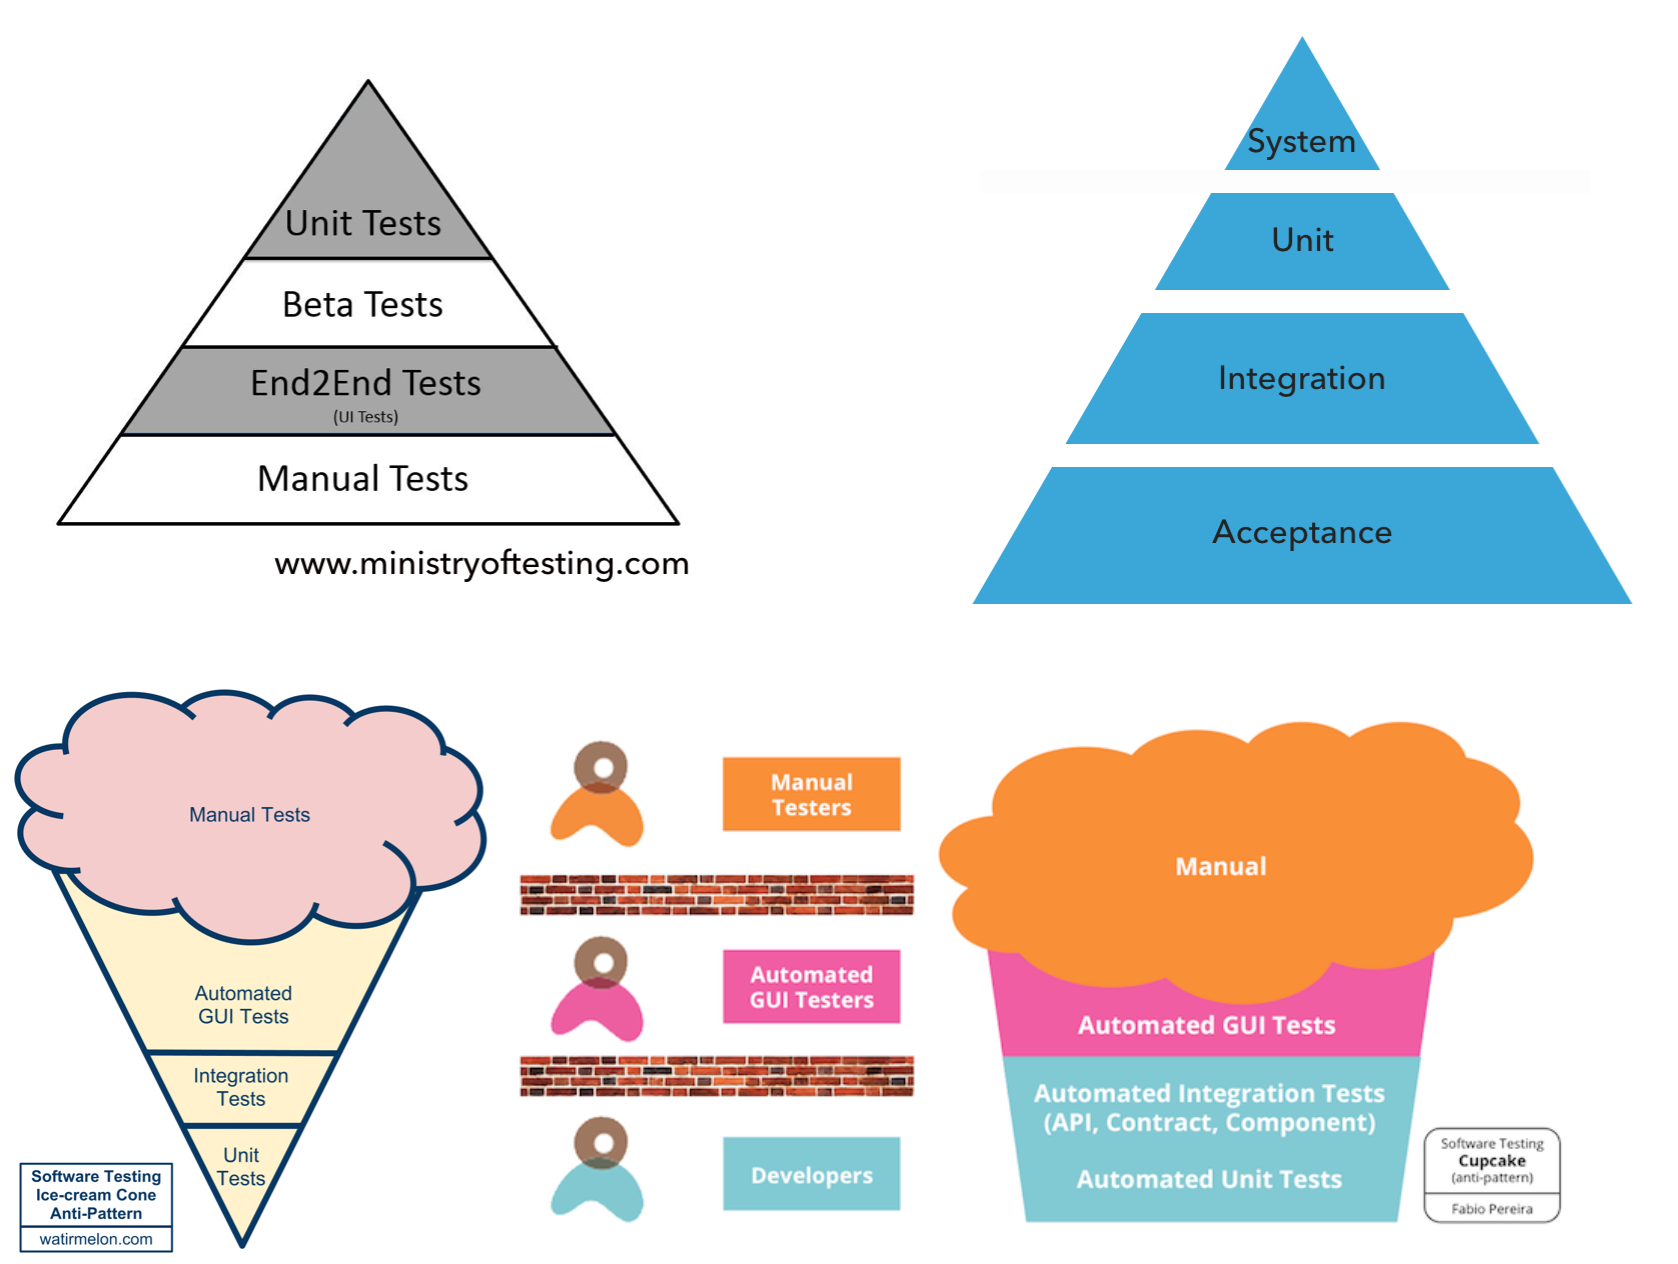 Unit Tests
Beta Tests
End2End Tests
(UI Tests)
Manual Tests
www.ministryoftesting.com
System
Unit
Integration
Acceptance
Manual Tests
Automated
GUI Tests
Integration
Tests
Unit
Tests
Software Testing
Ice-cream Cone
Anti-Pattern
watirmelon.com
Manual
Testers
Automated
GUI Testers
Developers
Manual
Automated GUI Tests
Automated Integration Tests
(API, Contract, Component)
Automated Unit Tests
Software Testing
Cupcake
(anti-pattern)
Fabio Pereira